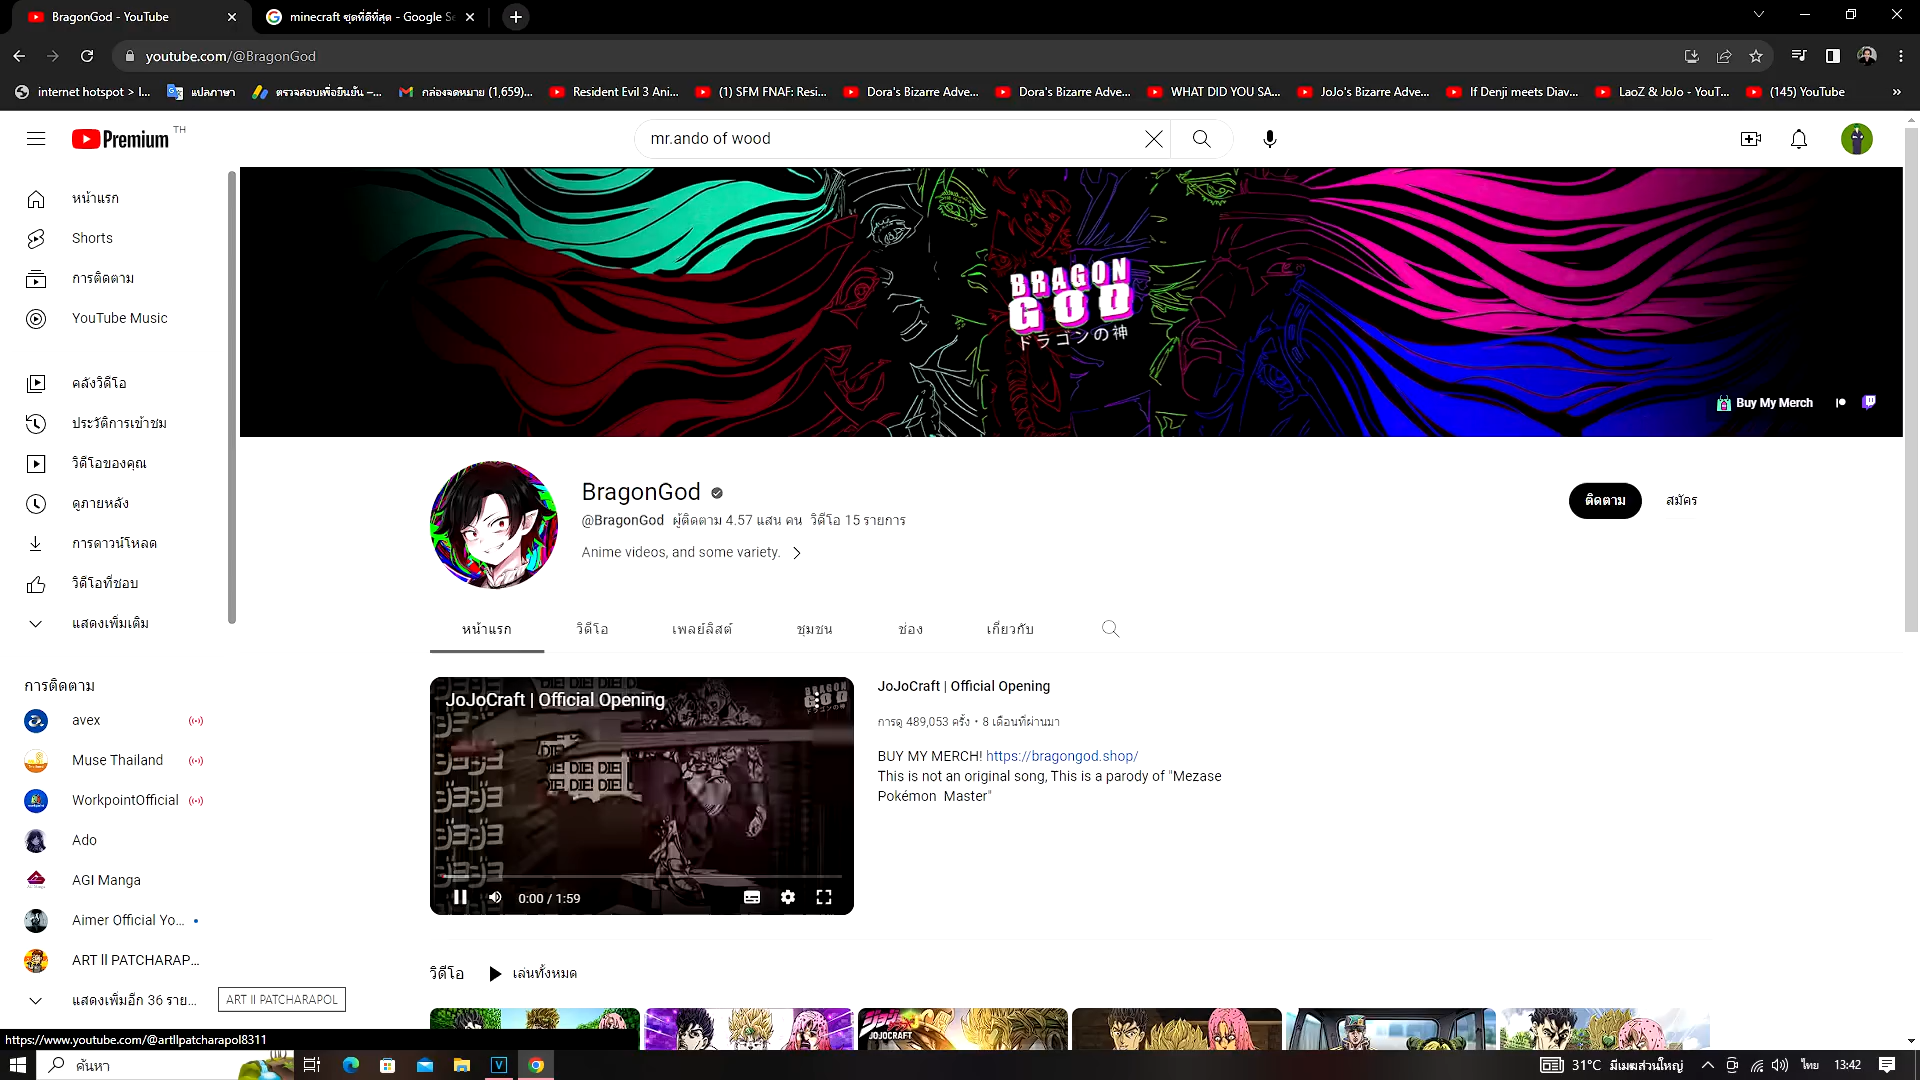 BragonGod - YouTube
minecraft ชุดที่ดีที่สุด - Google Se
youtube.com/@BragonGod
internet hotspot > I...
แปลภาษา
ตรวจสอบเพื่อยืนยัน –...
กล่องจดหมาย (1,659)...
Resident Evil 3 Ani...
(1) SFM FNAF: Resi...
Dora's Bizarre Adve...
Dora's Bizarre Adve...
WHAT DID YOU SA...
JoJo's Bizarre Adve...
If Denji meets Diav...
LaoZ & JoJo - YouT...
(145) YouTube
Premium TH
mr.ando of wood
หน้าแรก
Shorts
การติดตาม
YouTube Music
คลังวิดีโอ
ประวัติการเข้าชม
วิดีโอของคุณ
ดูภายหลัง
การดาวน์โหลด
วิดีโอที่ชอบ
แสดงเพิ่มเติม
การติดตาม
avex
Muse Thailand
WorkpointOfficial
Ado
AGI Manga
Aimer Official Yo...
ART ll PATCHARAP...
แสดงเพิ่มอีก 36 ราย...
ART ll PATCHARAPOL
BRAGON
GOD
ドラゴンの神
Buy My Merch
BragonGod
@BragonGod ผู้ติดตาม 4.57 แสน คน วิดีโอ 15 รายการ
Anime videos, and some variety.
ติดตาม
สมัคร
หน้าแรก
วิดีโอ
เพลย์ลิสต์
ชุมชน
ช่อง
เกี่ยวกับ
JoJoCraft | Official Opening
BRAGON
GOD
ドラゴンの神
DIE! DIE! DIE!
DIE! DIE! DIE!
0:00 / 1:59
JoJoCraft | Official Opening
การดู 489,053 ครั้ง • 8 เดือนที่ผ่านมา
BUY MY MERCH! https://bragongod.shop/
This is not an original song, This is a parody of "Mezase
Pokémon Master"
วิดีโอ
เล่นทั้งหมด
JOJOCRAFT
https://www.youtube.com/@artllpatcharapol8311
ค้นหา
31°C มีเมฆส่วนใหญ่
ไทย
13:42